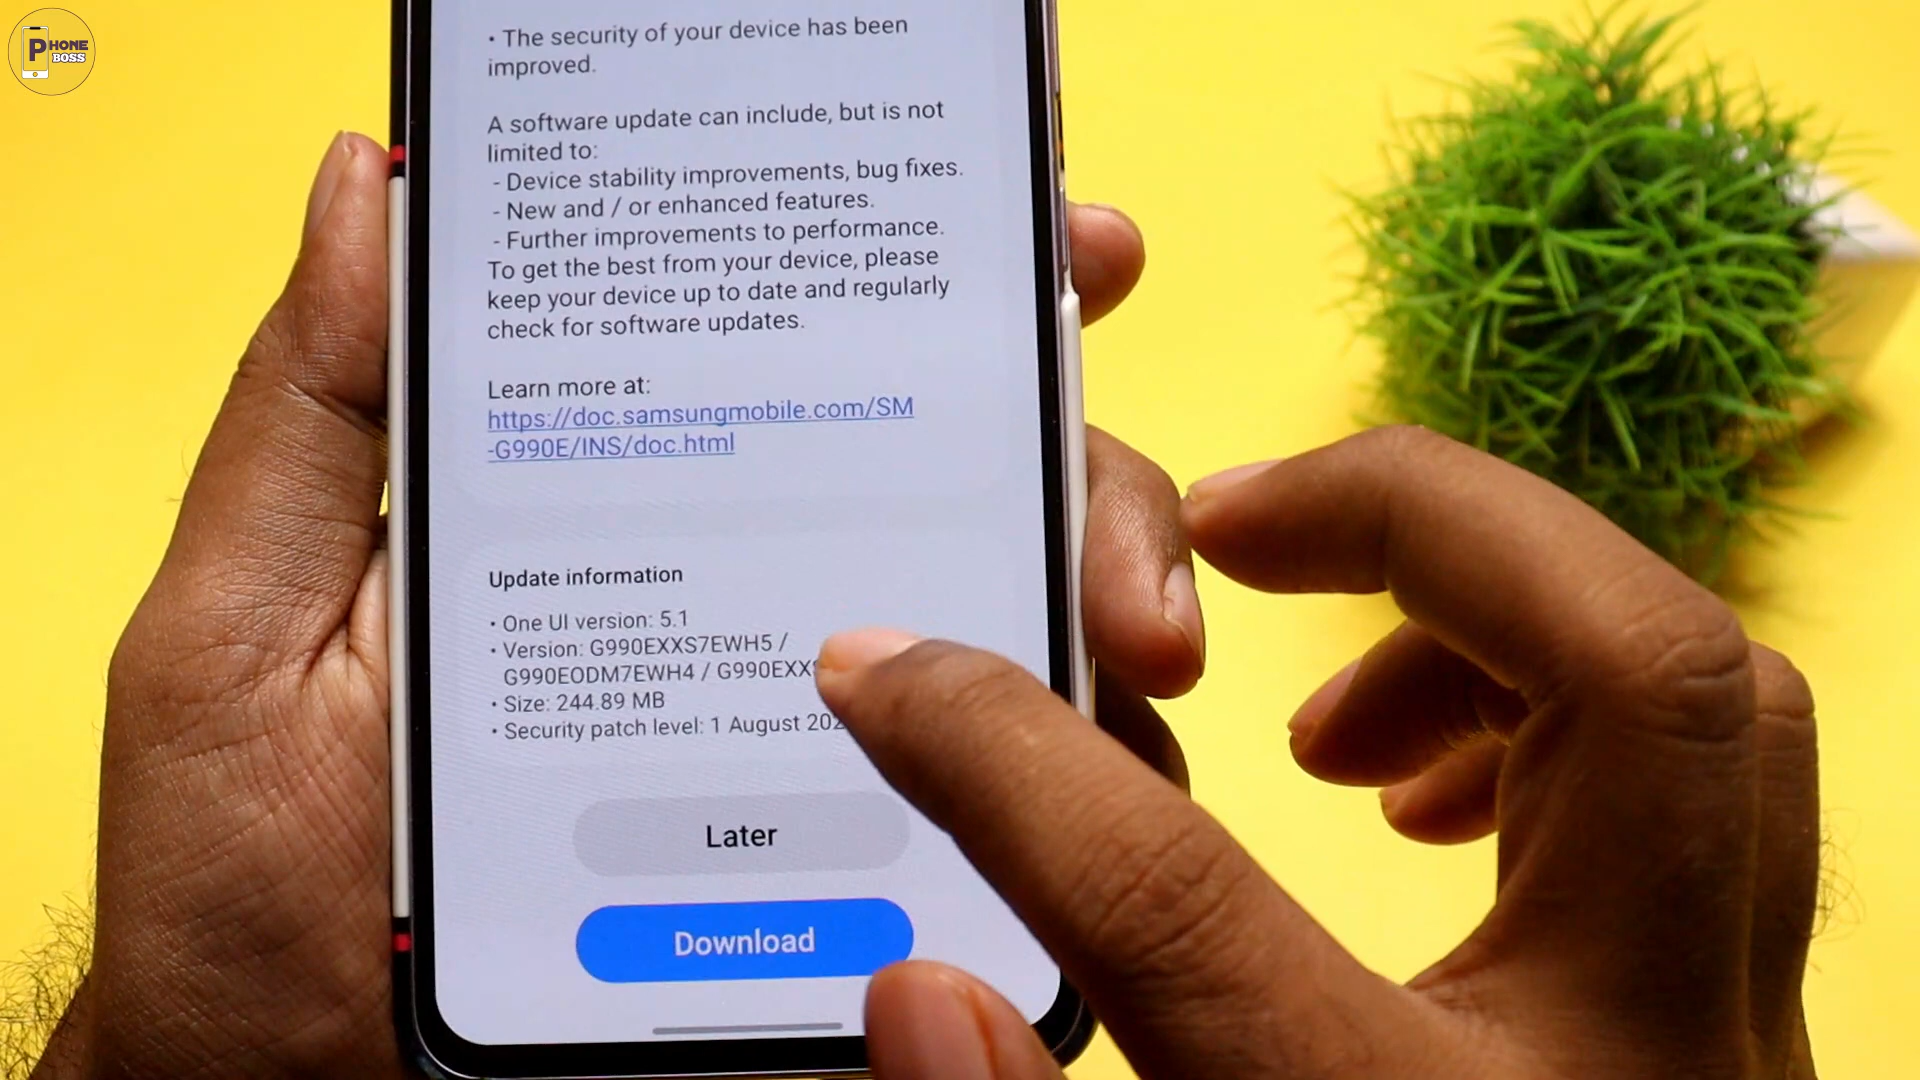 PHONE
BOSS
• The security of your device has been
improved.
A software update can include, but is not
limited to:
- Device stability improvements, bug fixes.
- New and / or enhanced features.
- Further improvements to performance.
To get the best from your device, please
keep your device up to date and regularly
check for software updates.
Learn more at:
https://doc.samsungmobile.com/SM
-G990E/INS/doc.html
Update information
• One UI version: 5.1
• Version: G990EXXS7EWH5 /
G990EODM7EWH4 /
• Size: 244.89 MB
• Security patch level: 1 August
Later
Download